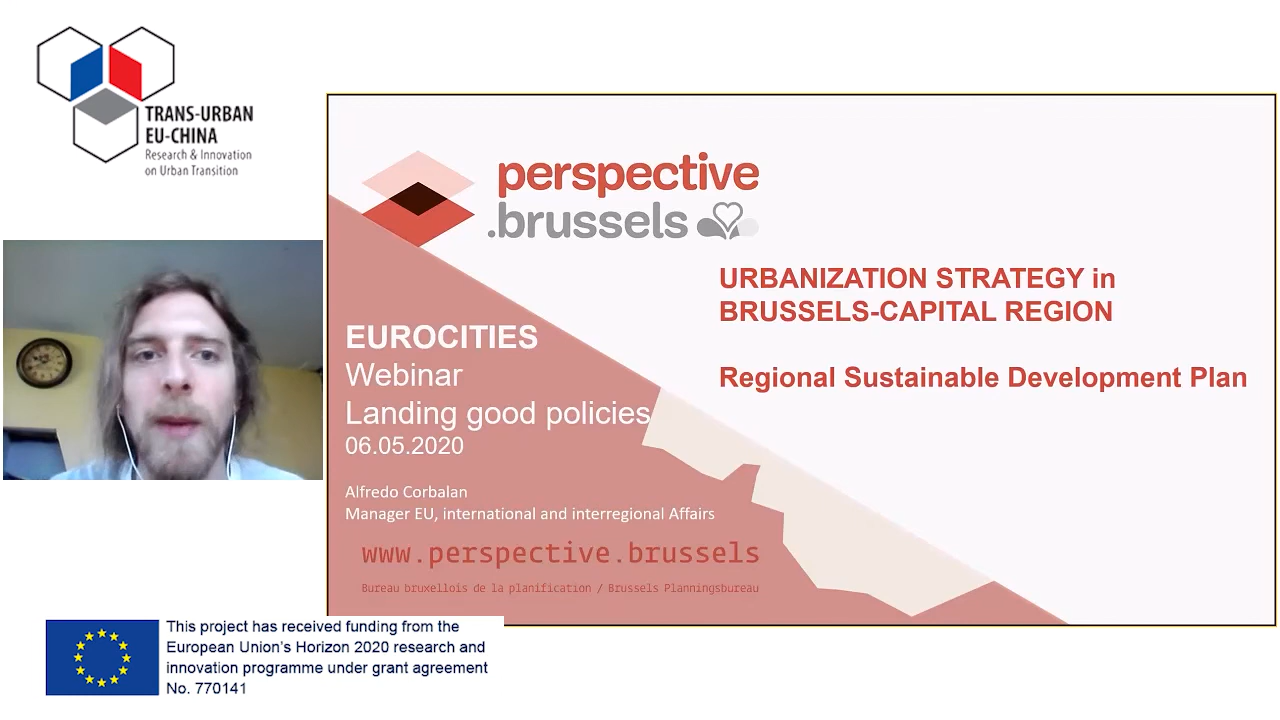 TRANS-URBAN
EU-CHINA
Research & Innovation
on Urban Transition
perspective
.brussels
URBANIZATION STRATEGY in
BRUSSELS-CAPITAL REGION
Regional Sustainable Development Plan
EUROCITIES
Webinar
Landing good policies
06.05.2020
Alfredo Corbalan
Manager EU, international and interregional Affairs
www.perspective.brussels
Bureau bruxellois de la planification / Brussels Planningsbureau
This project has received funding from the
European Union's Horizon 2020 research and
innovation programme under grant agreement
No. 770141